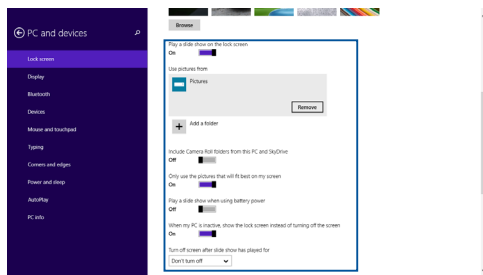 PC and devices
Lock screen
Display
Bluetooth
Devices
Mouse and touchpad
Typing
Corners and edges
Power and sleep
AutoPlay
PC info
Browse
Play a slide show on the lock screen
On
Use pictures from
Pictures
Remove
Add a folder
Include Camera Roll folders from this PC and SkyDrive
Off
Only use the pictures that will fit best on my screen
On
Play a slide show when using battery power
Off
When my PC is inactive, show the lock screen instead of turning off the screen
On
Turn off screen after slide show has played for
Don't turn off